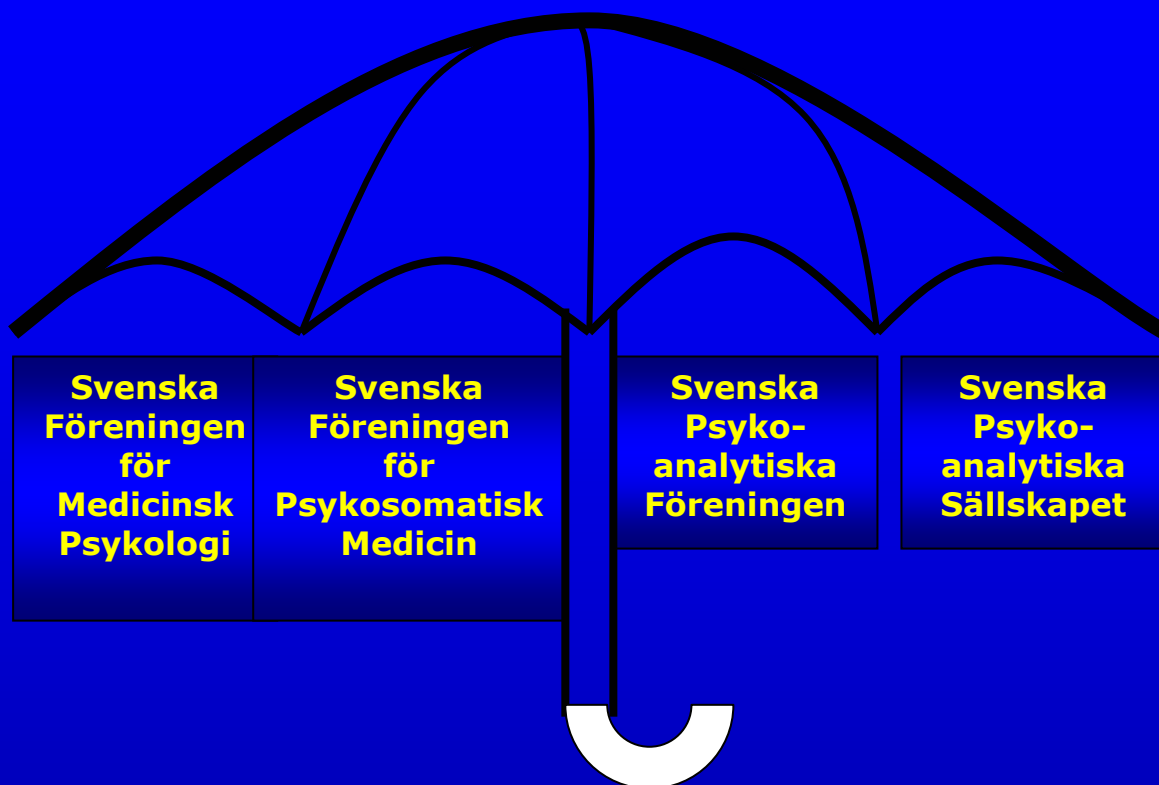 Svenska
Föreningen
för
Medicinsk
Psykologi
Svenska
Föreningen
för
Psykosomatisk
Medicin
Svenska
Psyko-
analytiska
Föreningen
Svenska
Psyko-
analytiska
Sällskapet